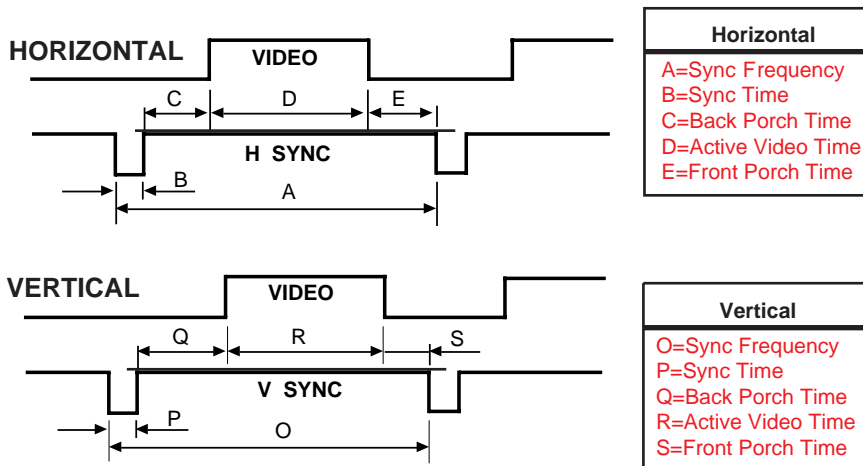 HORIZONTAL
VIDEO
C
D
E
H SYNC
B
A
Horizontal
A=Sync Frequency
B=Sync Time
C=Back Porch Time
D=Active Video Time
E=Front Porch Time
VERTICAL
VIDEO
Q
R
S
V SYNC
P
O
Vertical
O=Sync Frequency
P=Sync Time
Q=Back Porch Time
R=Active Video Time
S=Front Porch Time